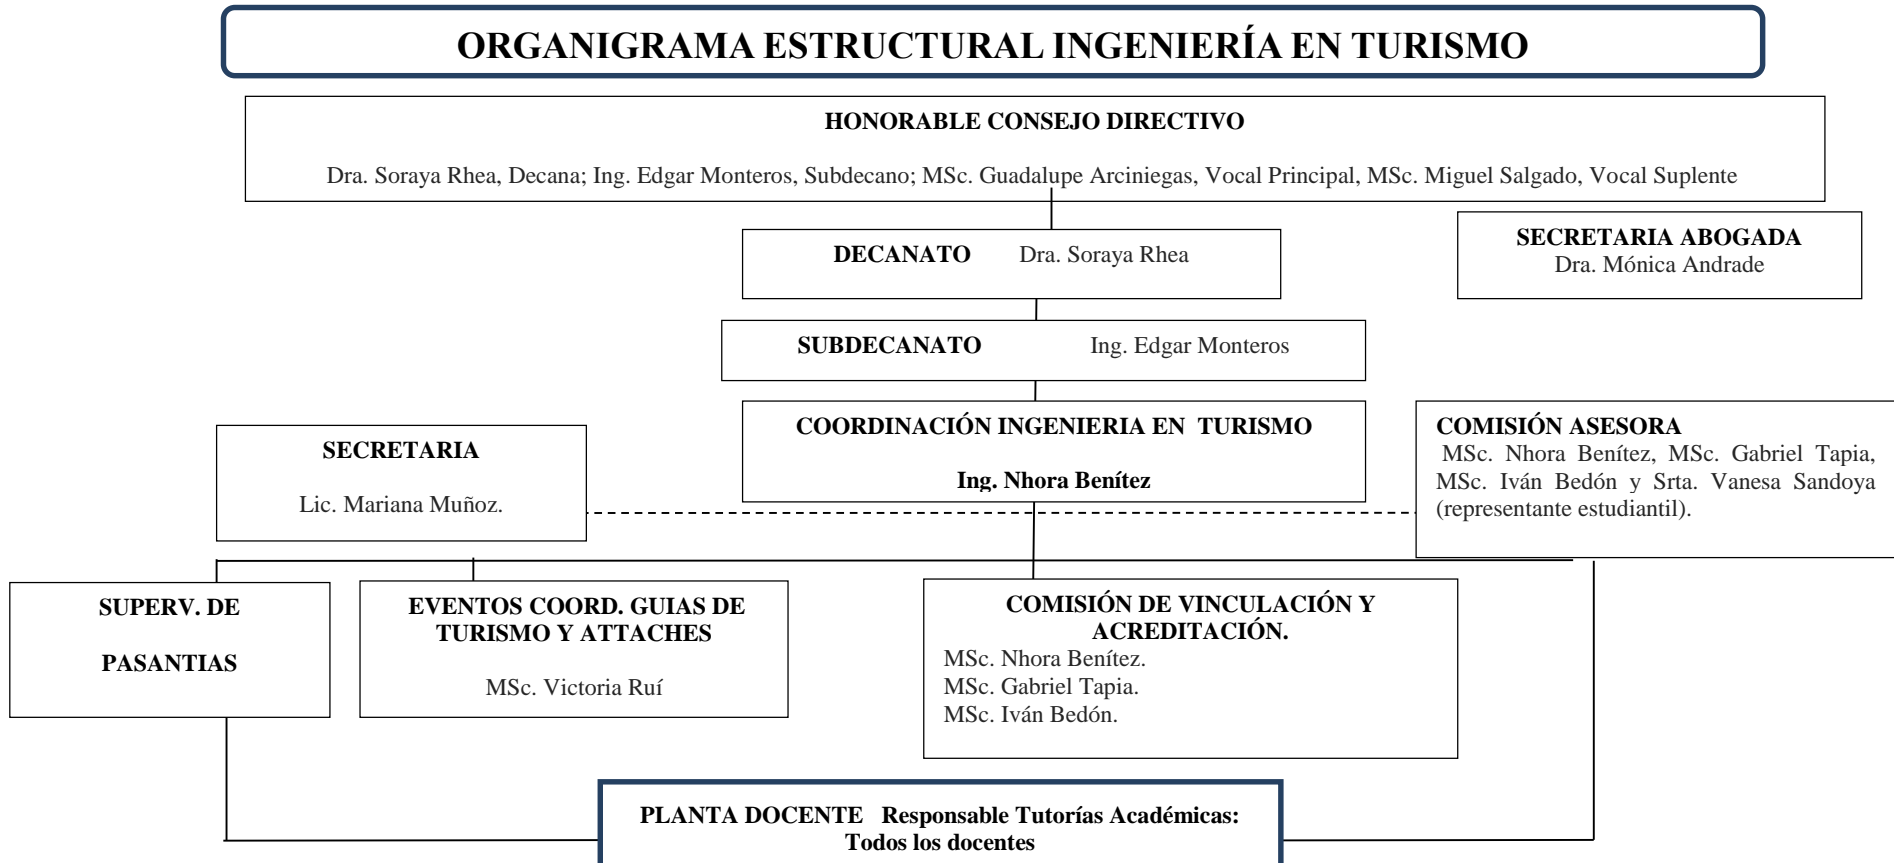 ORGANIGRAMA ESTRUCTURAL INGENIERÍA EN TURISMO
HONORABLE CONSEJO DIRECTIVO
Dra. Soraya Rhea, Decana; Ing. Edgar Monteros, Subdecano; MSc. Guadalupe Arciniegas, Vocal Principal, MSc. Miguel Salgado, Vocal Suplente
DECANATO Dra. Soraya Rhea
SECRETARIA ABOGADA
Dra. Mónica Andrade
SUBDECANATO Ing. Edgar Monteros
SECRETARIA
Lic. Mariana Muñoz.
COORDINACIÓN INGENIERIA EN TURISMO
Ing. Nhora Benítez
COMISIÓN ASESORA
MSc. Nhora Benítez, MSc. Gabriel Tapia,
MSc. Iván Bedón y Srta. Vanesa Sandoya
(representante estudiantil).
SUPERV. DE
PASANTIAS
EVENTOS COORD. GUIAS DE
TURISMO Y ATTACHES
MSc. Victoria Ruí
COMISIÓN DE VINCULACIÓN Y
ACREDITACIÓN.
MSc. Nhora Benítez.
MSc. Gabriel Tapia.
MSc. Iván Bedón.
PLANTA DOCENTE Responsable Tutorías Académicas:
Todos los docentes